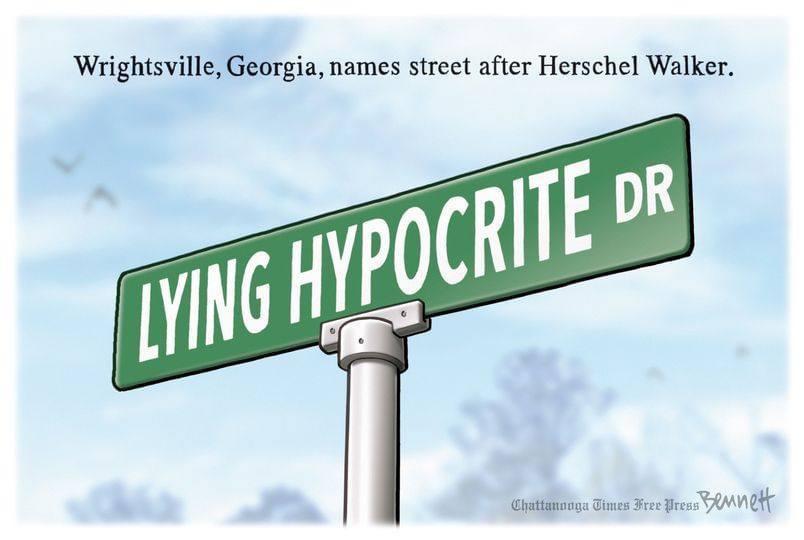 Wrightsville, Georgia, names street after Herschel Walker.
LYING HYPOCRITE DR
Chattanooga Times Free Press Bennett